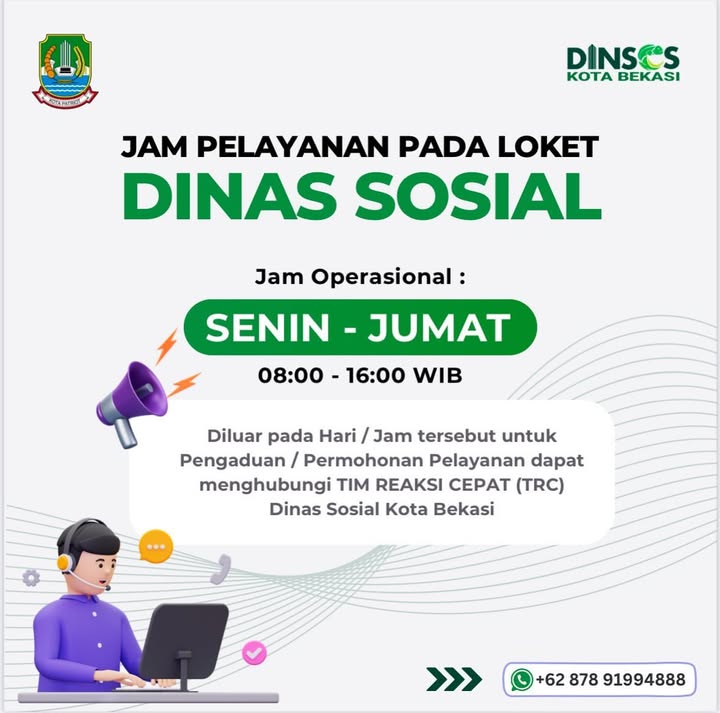 KOTA PATRIOT
DINSOS
KOTA BEKASI
JAM PELAYANAN PADA LOKET
DINAS SOSIAL
Jam Operasional :
SENIN - JUMAT
08:00 - 16:00 WIB
Diluar pada Hari / Jam tersebut untuk
Pengaduan / Permohonan Pelayanan dapat
menghubungi TIM REAKSI CEPAT (TRC)
Dinas Sosial Kota Bekasi
+62 878 91994888